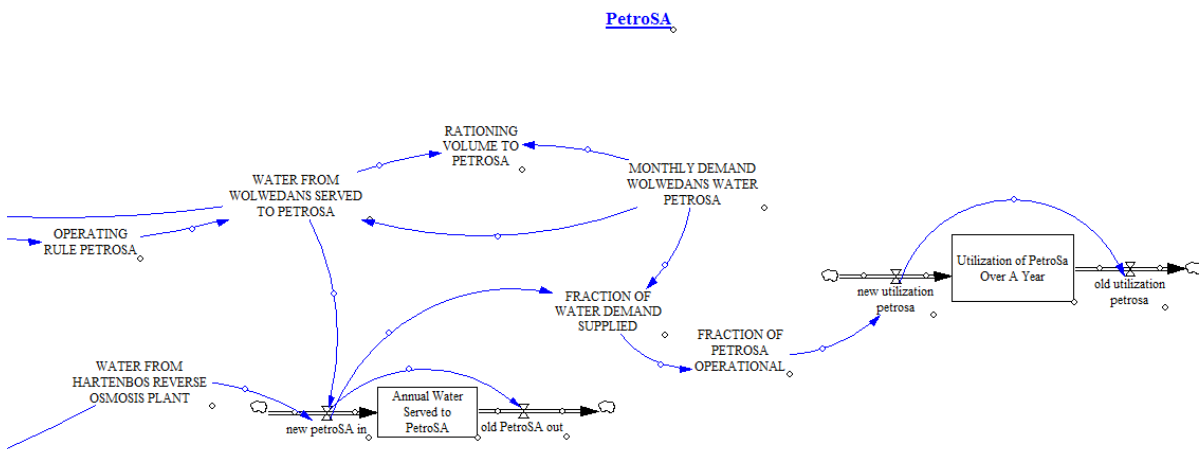 PetroSA
RATIONING
VOLUME TO
PETROSA
WATER FROM
WOLWEDANS SERVED
TO PETROSA
MONTHLY DEMAND
WOLWEDANS WATER
PETROSA
OPERATING
RULE PETROSA
Utilization of PetroSa
Over A Year
new utilization
petrosa
old utilization
petrosa
FRACTION OF
WATER DEMAND
SUPPLIED
FRACTION OF
PETROSA
OPERATIONAL
WATER FROM
HARTENBOS REVERSE
OSMOSIS PLANT
Annual Water
Served to
PetroSA
new petroSA in
old PetroSA out